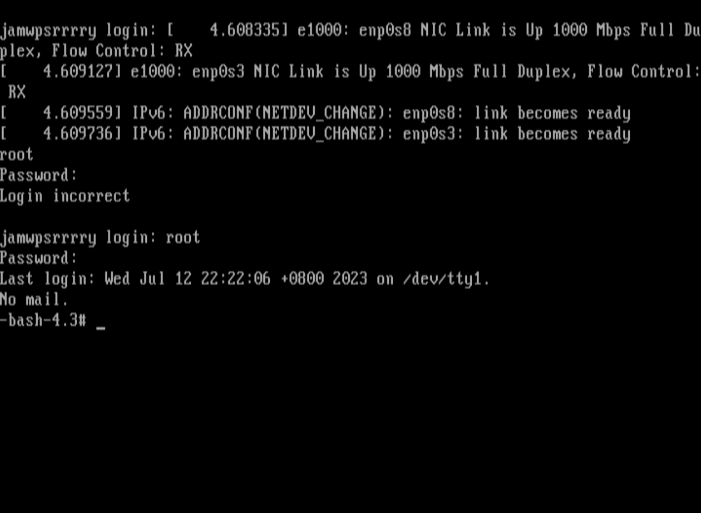 jamwpsrrrry login: [    4.608335] e1000: enp0s8 NIC Link is Up 1000 Mbps Full Du
plex, Flow Control: RX
[    4.609127] e1000: enp0s3 NIC Link is Up 1000 Mbps Full Duplex, Flow Control:
 RX
[    4.609559] IPv6: ADDRCONF(NETDEV_CHANGE): enp0s8: link becomes ready
[    4.609736] IPv6: ADDRCONF(NETDEV_CHANGE): enp0s3: link becomes ready
root
Password:
Login incorrect
jamwpsrrrry login: root
Password:
Last login: Wed Jul 12 22:22:06 +0800 2023 on /dev/tty1.
No mail.
-bash-4.3# _